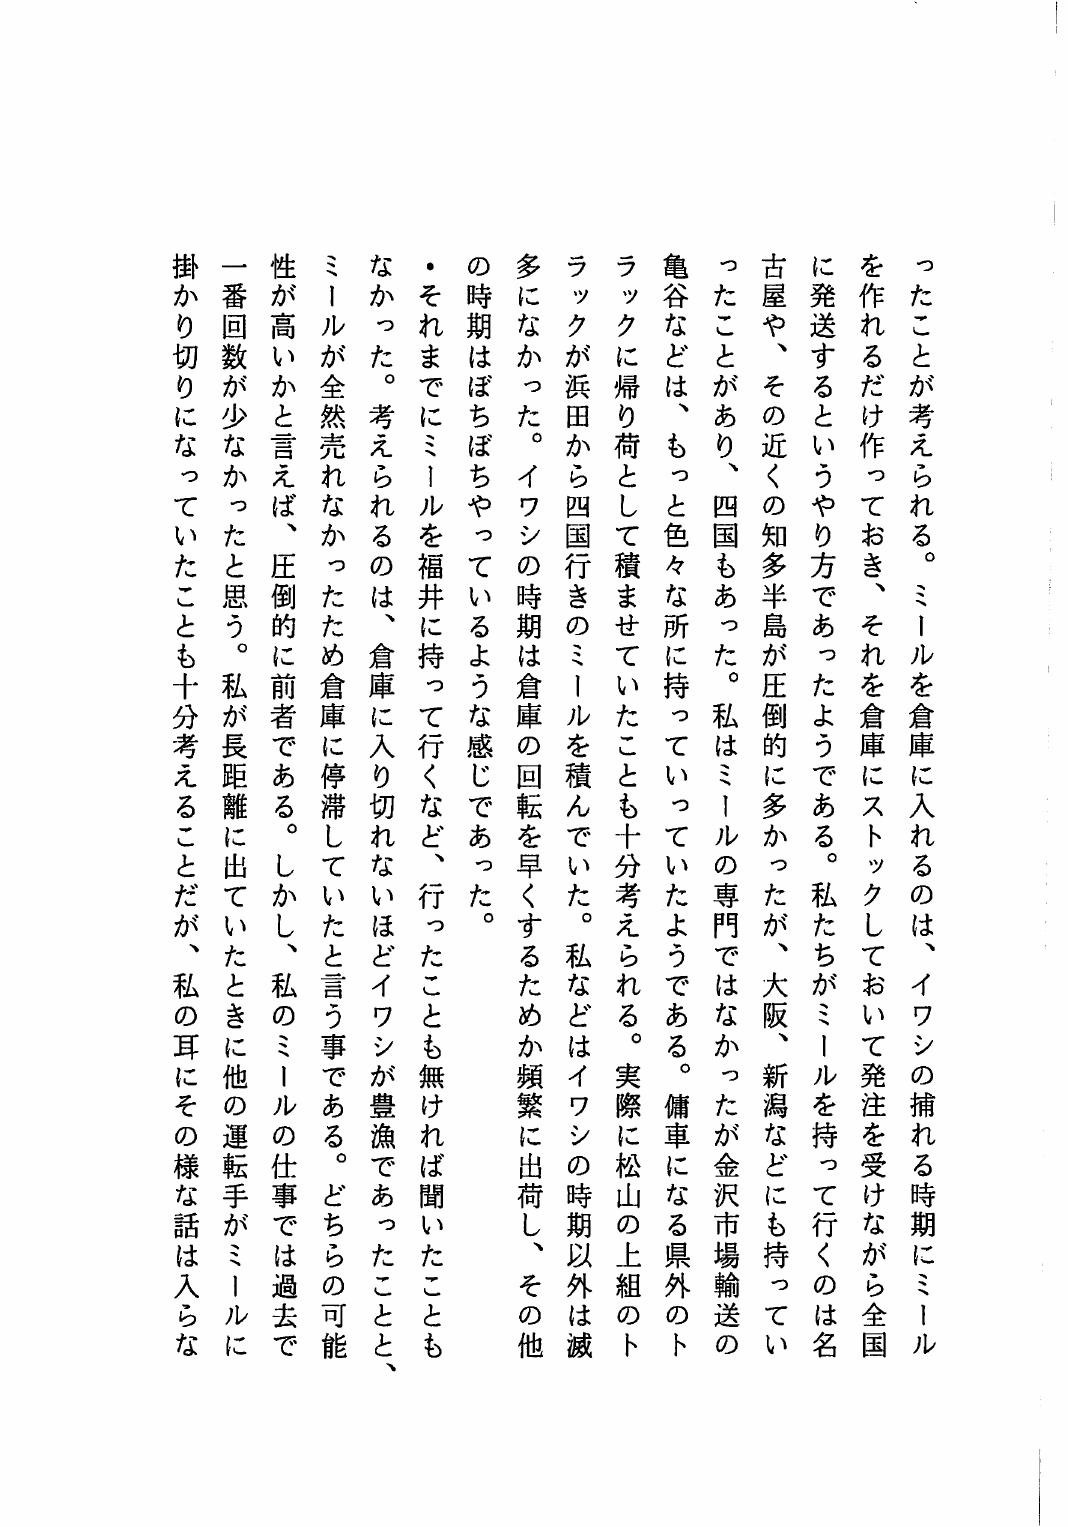 ったことが考えられる。ミールを倉庫に入れるのは、イワシの捕れる時期にミール
を作れるだけ作っておき、それを倉庫にストックしておいて発注を受けながら全国
に発送するというやり方であったようである。私たちがミールを持って行くのは名
古屋や、その近くの知多半島が圧倒的に多かったが、大阪、新潟などにも持ってい
ったことがあり、四国もあった。私はミールの専門ではなかったが金沢市場輸送の
亀谷などは、もっと色々な所に持っていっていたようである。傭車になる県外のト
ラックに帰り荷として積ませていたことも十分考えられる。実際に松山の上組のト
ラックが浜田から四国行きのミールを積んでいた。私などはイワシの時期以外は滅
多になかった。イワシの時期は倉庫の回転を早くするためか頻繁に出荷し、その他
の時期はぼちぼちやっているような感じであった。
・それまでにミールを福井に持って行くなど、行ったことも無ければ聞いたことも
なかった。考えられるのは、倉庫に入り切れないほどイワシが豊漁であったことと、
ミールが全然売れなかったため倉庫に停滞していたと言う事である。どちらの可能
性が高いかと言えば、圧倒的に前者である。しかし、私のミールの仕事では過去で
一番回数が少なかったと思う。私が長距離に出ていたときに他の運転手がミールに
掛かり切りになっていたことも十分考えることだが、私の耳にその様な話は入らな